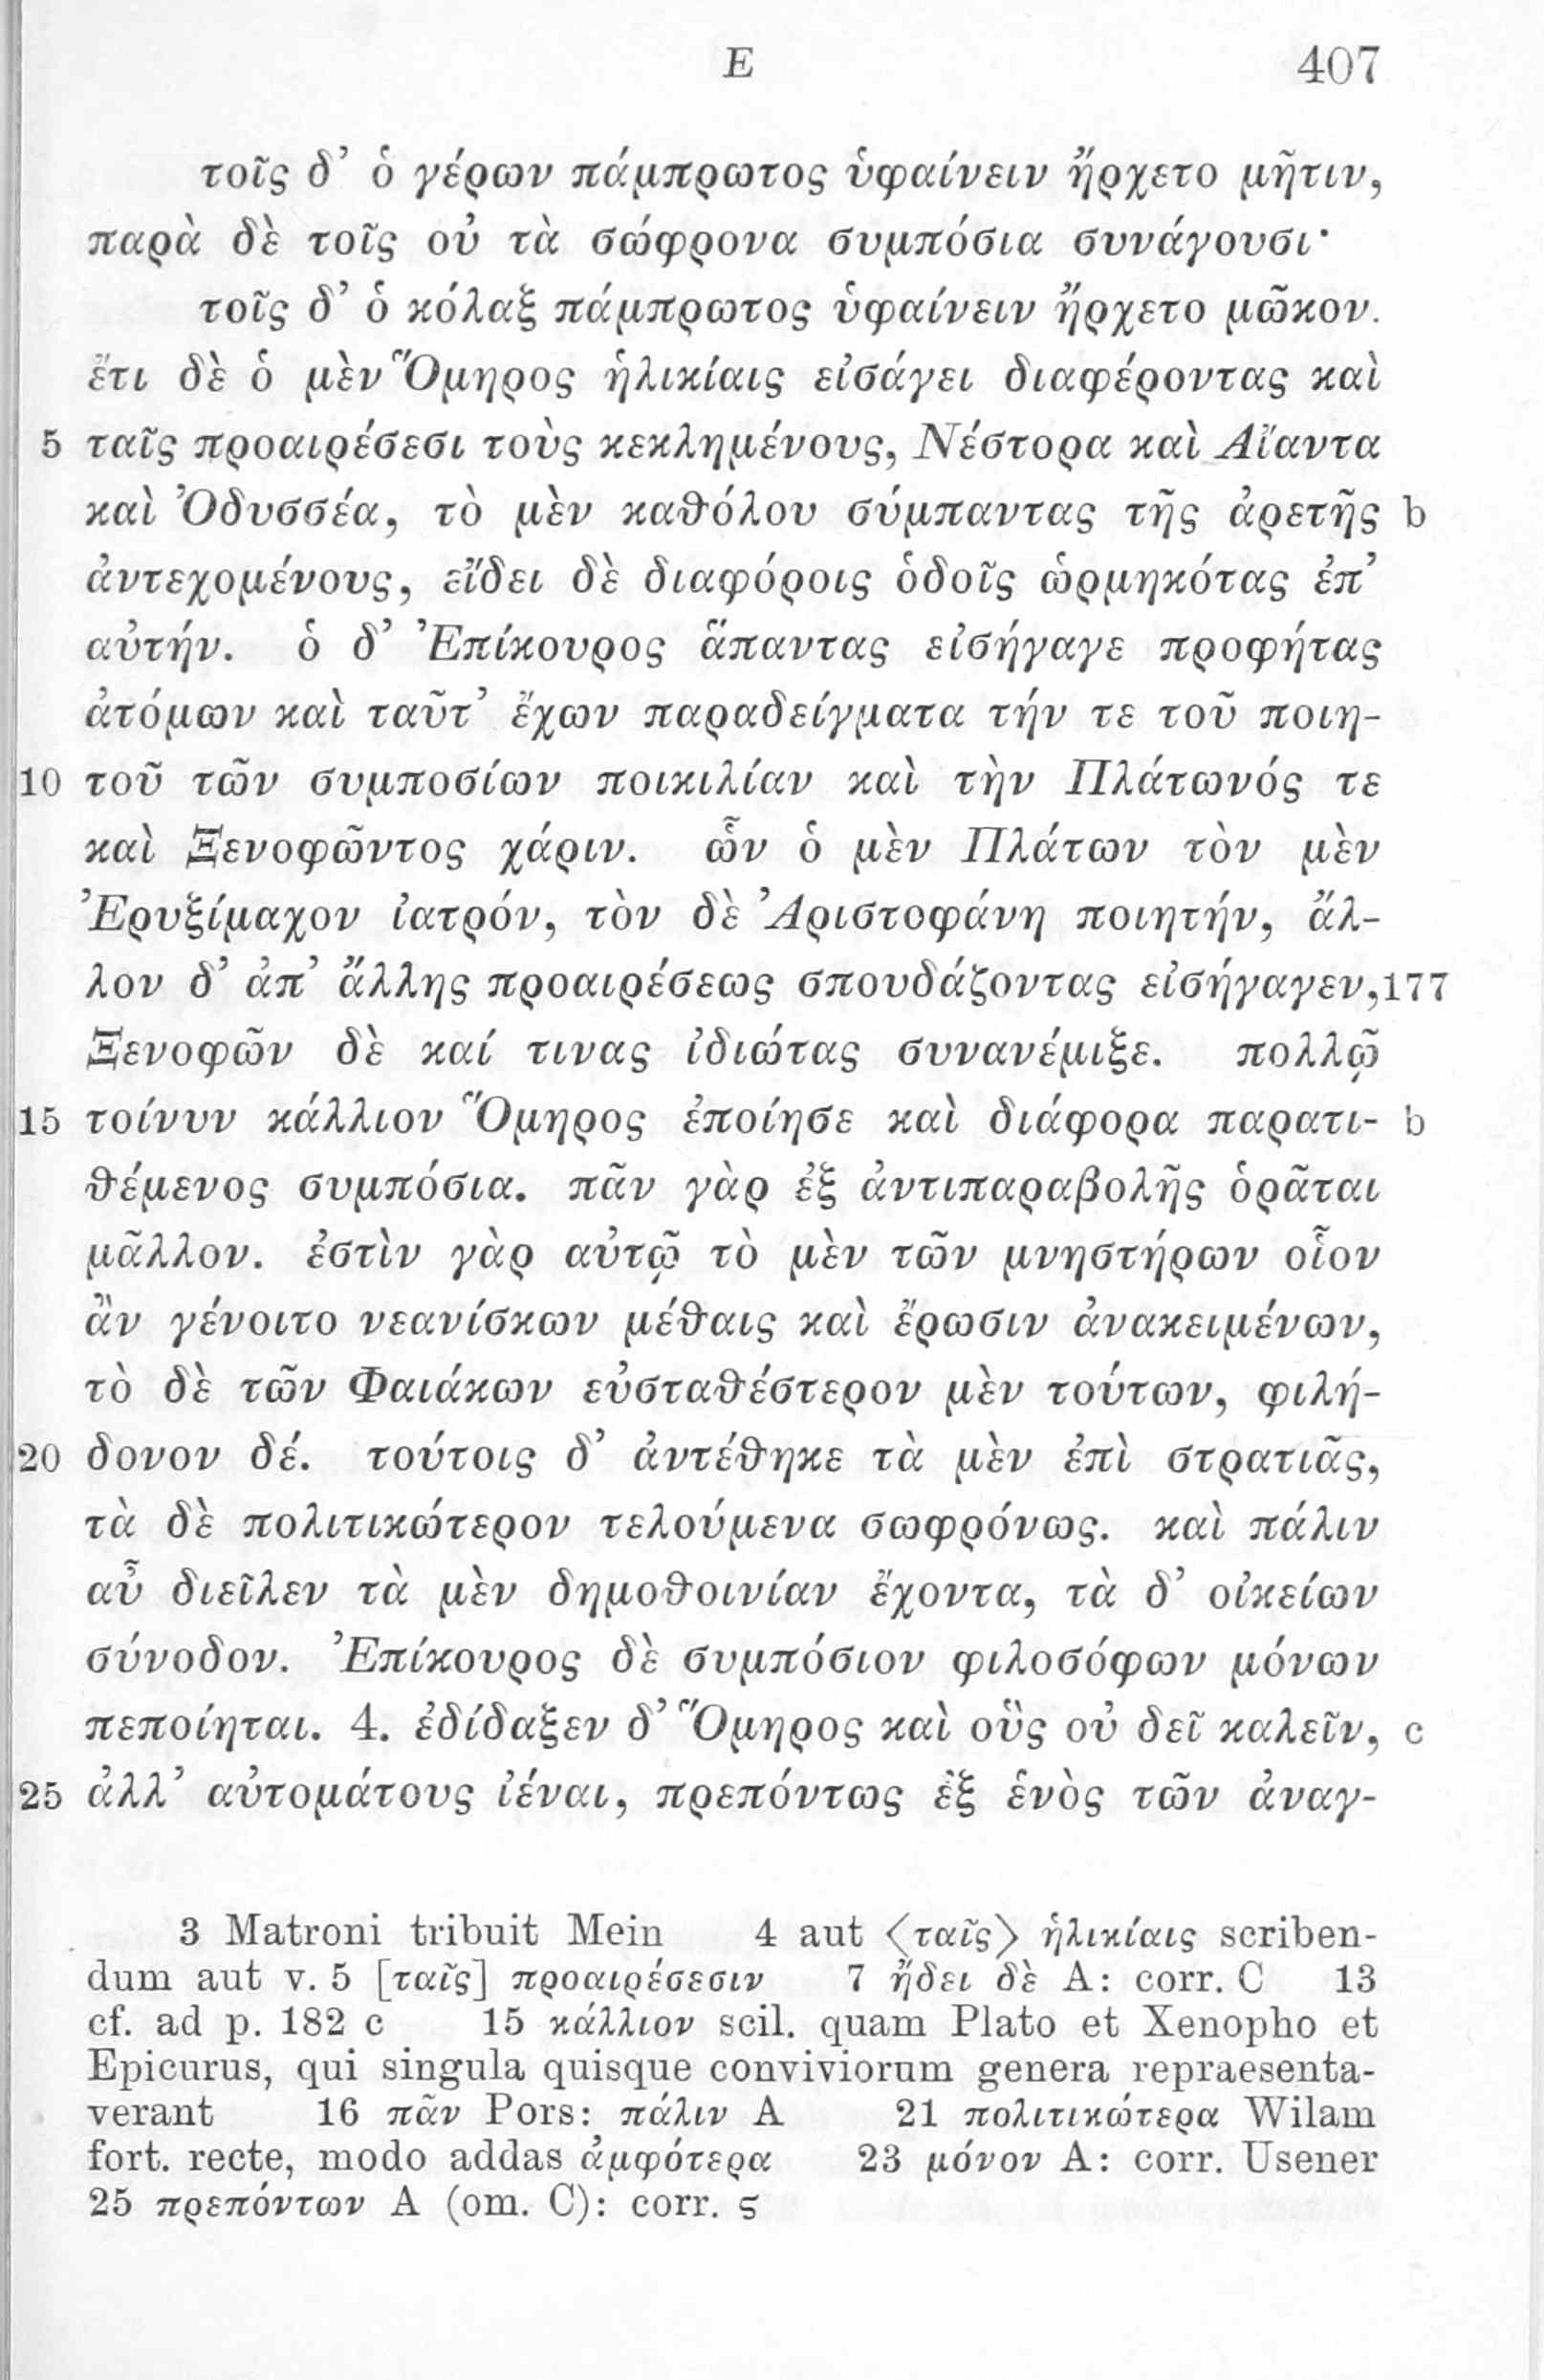 E 407
τοῖς δ’ ὁ γέρων πάμπρωτος ὑφαίνειν ἤρχετο μῆτιν,
παρὰ δὲ τοῖς οὐ τὰ σώφρονα συμπόσια συνάγουσι·
τοῖς δ’ ὁ κόλαξ πάμπρωτος ὑφαίνειν ἤρχετο μῶκον.
ἔτι δὲ ὁ μὲν Ὅμηρος ἡλικίαις εἰσάγει διαφέροντας καὶ
5 ταῖς προαιρέσεσι τοὺς κεκλημένους, Νέστορα καὶ Αἴαντα
καὶ Ὀδυσσέα, τὸ μὲν καθόλου σύμπαντας τῆς ἀρετῆς b
ἀντεχομένους, εἴδει δὲ διαφόροις ὁδοῖς ὡρμηκότας ἐπ’
αὐτήν. ὁ δ’ Ἐπίκουρος ἅπαντας εἰσήγαγε προφήτας
ἀτόμων καὶ ταῦτ’ ἔχων παραδείγματα τήν τε τοῦ ποιη-
10 τοῦ τῶν συμποσίων ποικιλίαν καὶ τὴν Πλάτωνός τε
καὶ Ξενοφῶντος χάριν. ὧν ὁ μὲν Πλάτων τὸν μὲν
Ἐρυξίμαχον ἰατρόν, τὸν δὲ Ἀριστοφάνη ποιητήν, ἄλ-
λον δ’ ἀπ’ ἄλλης προαιρέσεως σπουδάζοντας εἰσήγαγεν, 177
Ξενοφῶν δὲ καί τινας ἰδιώτας συνανέμιξε. πολλῷ
15 τοίνυν κάλλιον Ὅμηρος ἐποίησε καὶ διάφορα παρατι- b
θέμενος συμπόσια. πᾶν γὰρ ἐξ ἀντιπαραβολῆς ὁρᾶται
μᾶλλον. ἐστὶν γὰρ αὐτῷ τὸ μὲν τῶν μνηστήρων οἷον
ἂν γένοιτο νεανίσκων μέθαις καὶ ἔρωσιν ἀνακειμένων,
τὸ δὲ τῶν Φαιάκων εὐσταθέστερον μὲν τούτων, φιλή-
20 δονον δέ. τούτοις δ’ ἀντέθηκε τὰ μὲν ἐπὶ στρατιᾶς,
τὰ δὲ πολιτικώτερον τελούμενα σωφρόνως. καὶ πάλιν
αὖ διεῖλεν τὰ μὲν δημοθοινίαν ἔχοντα, τὰ δ’ οἰκείων
σύνοδον. Ἐπίκουρος δὲ συμπόσιον φιλοσόφων μόνων
πεποίηται. 4. ἐδίδαξεν δ’ Ὅμηρος καὶ οὓς οὐ δεῖ καλεῖν, c
25 ἀλλ’ αὐτομάτους ἰέναι, πρεπόντως ἐξ ἑνὸς τῶν ἀναγ-
3 Matroni tribuit Mein 4 aut ⟨ταῖς⟩ ἡλικίαις scriben-
dum aut v. 5 [ταῖς] προαιρέσεσιν 7 ᾔδει δὲ A: corr. C 13
cf. ad p. 182 c 15 κάλλιον scil. quam Plato et Xenopho et
Epicurus, qui singula quisque conviviorum genera repraesenta-
verant 16 πᾶν Pors: πάλιν A 21 πολιτικώτερα Wilam
fort. recte, modo addas ἀμφότερα 23 μόνον A: corr. Usener
25 πρεπόντων A (om. C): corr. ς